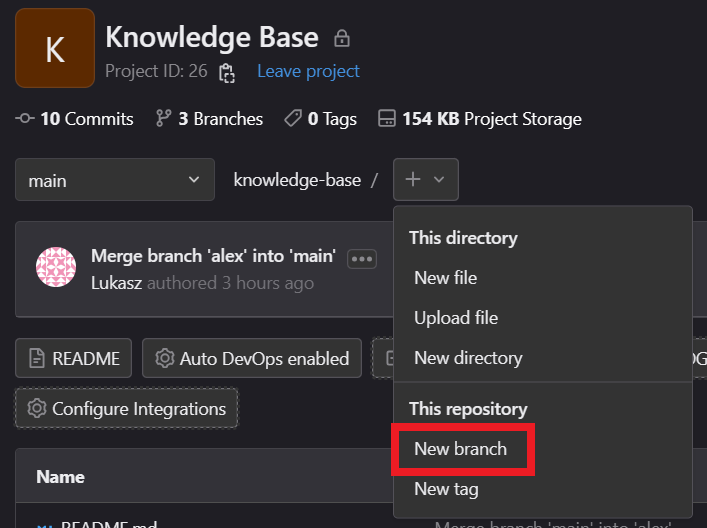 K
Knowledge Base
Project ID: 26 Leave project
10 Commits 3 Branches 0 Tags 154 KB Project Storage
main knowledge-base / +
This directory
Merge branch 'alex' into 'main' •••
New file
Lukasz authored 3 hours ago
Upload file
README Auto DevOps enabled
New directory
Configure Integrations
This repository
New branch
Name
New tag
README.md Merge branch 'main' into 'alex'